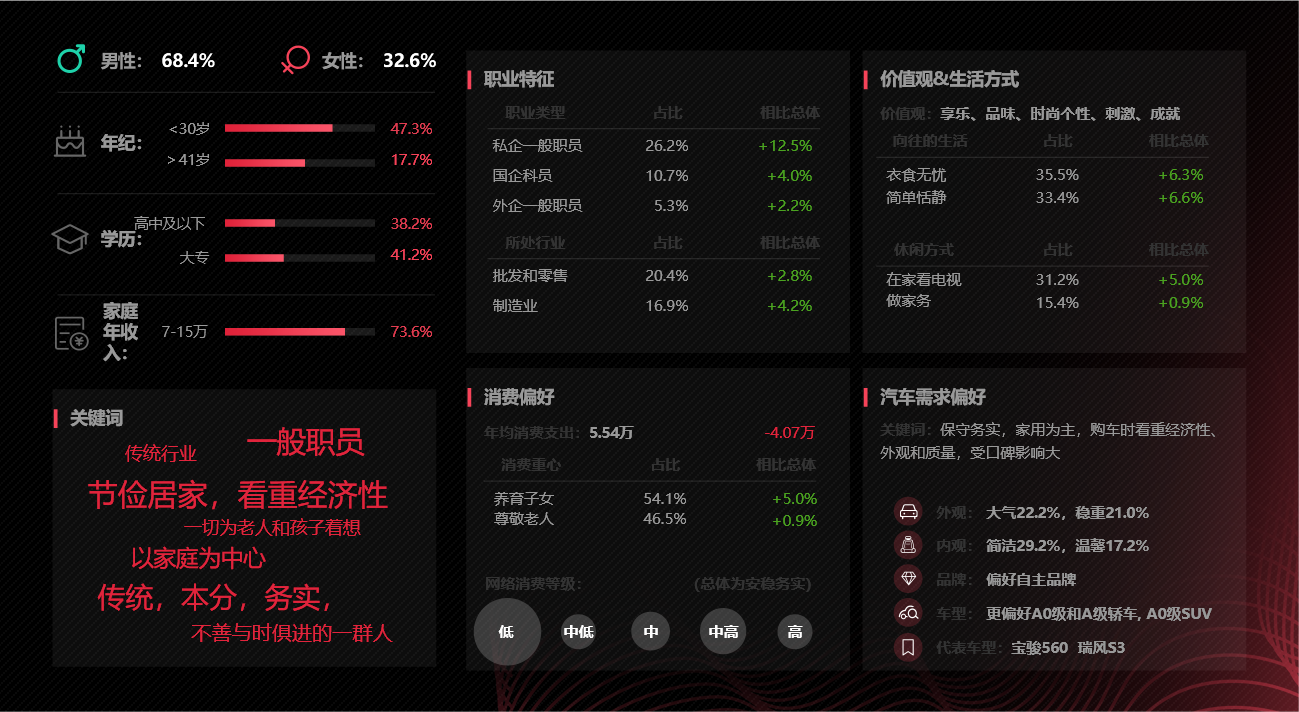 男性： 68.4%
女性： 32.6%
年纪：
<30岁 47.3%
>41岁 17.7%
学历：
高中及以下 38.2%
大专 41.2%
家庭
年收
入：
7-15万 73.6%
关键词
一般职员
传统行业
节俭居家，看重经济性
一切为老人和孩子着想
以家庭为中心
传统，本分，务实，
不善与时俱进的一群人
职业特征
职业类型 占比 相比总体
私企一般职员 26.2% +12.5%
国企科员 10.7% +4.0%
外企一般职员 5.3% +2.2%
所处行业 占比 相比总体
批发和零售 20.4% +2.8%
制造业 16.9% +4.2%
消费偏好
年均消费支出：5.54万 -4.07万
消费重心 占比 相比总体
养育子女 54.1% +5.0%
尊敬老人 46.5% +0.9%
网络消费等级： (总体为安稳务实)
低 中低 中 中高 高
价值观&生活方式
价值观：享乐、品味、时尚个性、刺激、成就
向往的生活 占比 相比总体
衣食无忧 35.5% +6.3%
简单恬静 33.4% +6.6%
休闲方式 占比 相比总体
在家看电视 31.2% +5.0%
做家务 15.4% +0.9%
汽车需求偏好
关键词：保守务实，家用为主，购车时看重经济性、
外观和质量，受口碑影响大
外观： 大气22.2%，稳重21.0%
内观： 简洁29.2%，温馨17.2%
品牌： 偏好自主品牌
车型： 更偏好A0级和A级轿车, A0级SUV
代表车型：宝骏560 瑞风S3